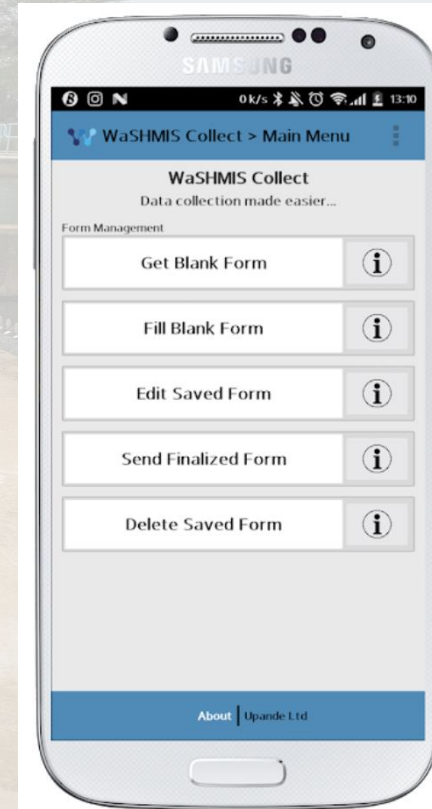 SAMSUNG
0 k/s 13:10
WaSHMIS Collect > Main Menu
WaSHMIS Collect
Data collection made easier...
Form Management
Get Blank Form
Fill Blank Form
Edit Saved Form
Send Finalized Form
Delete Saved Form
About | Upande Ltd